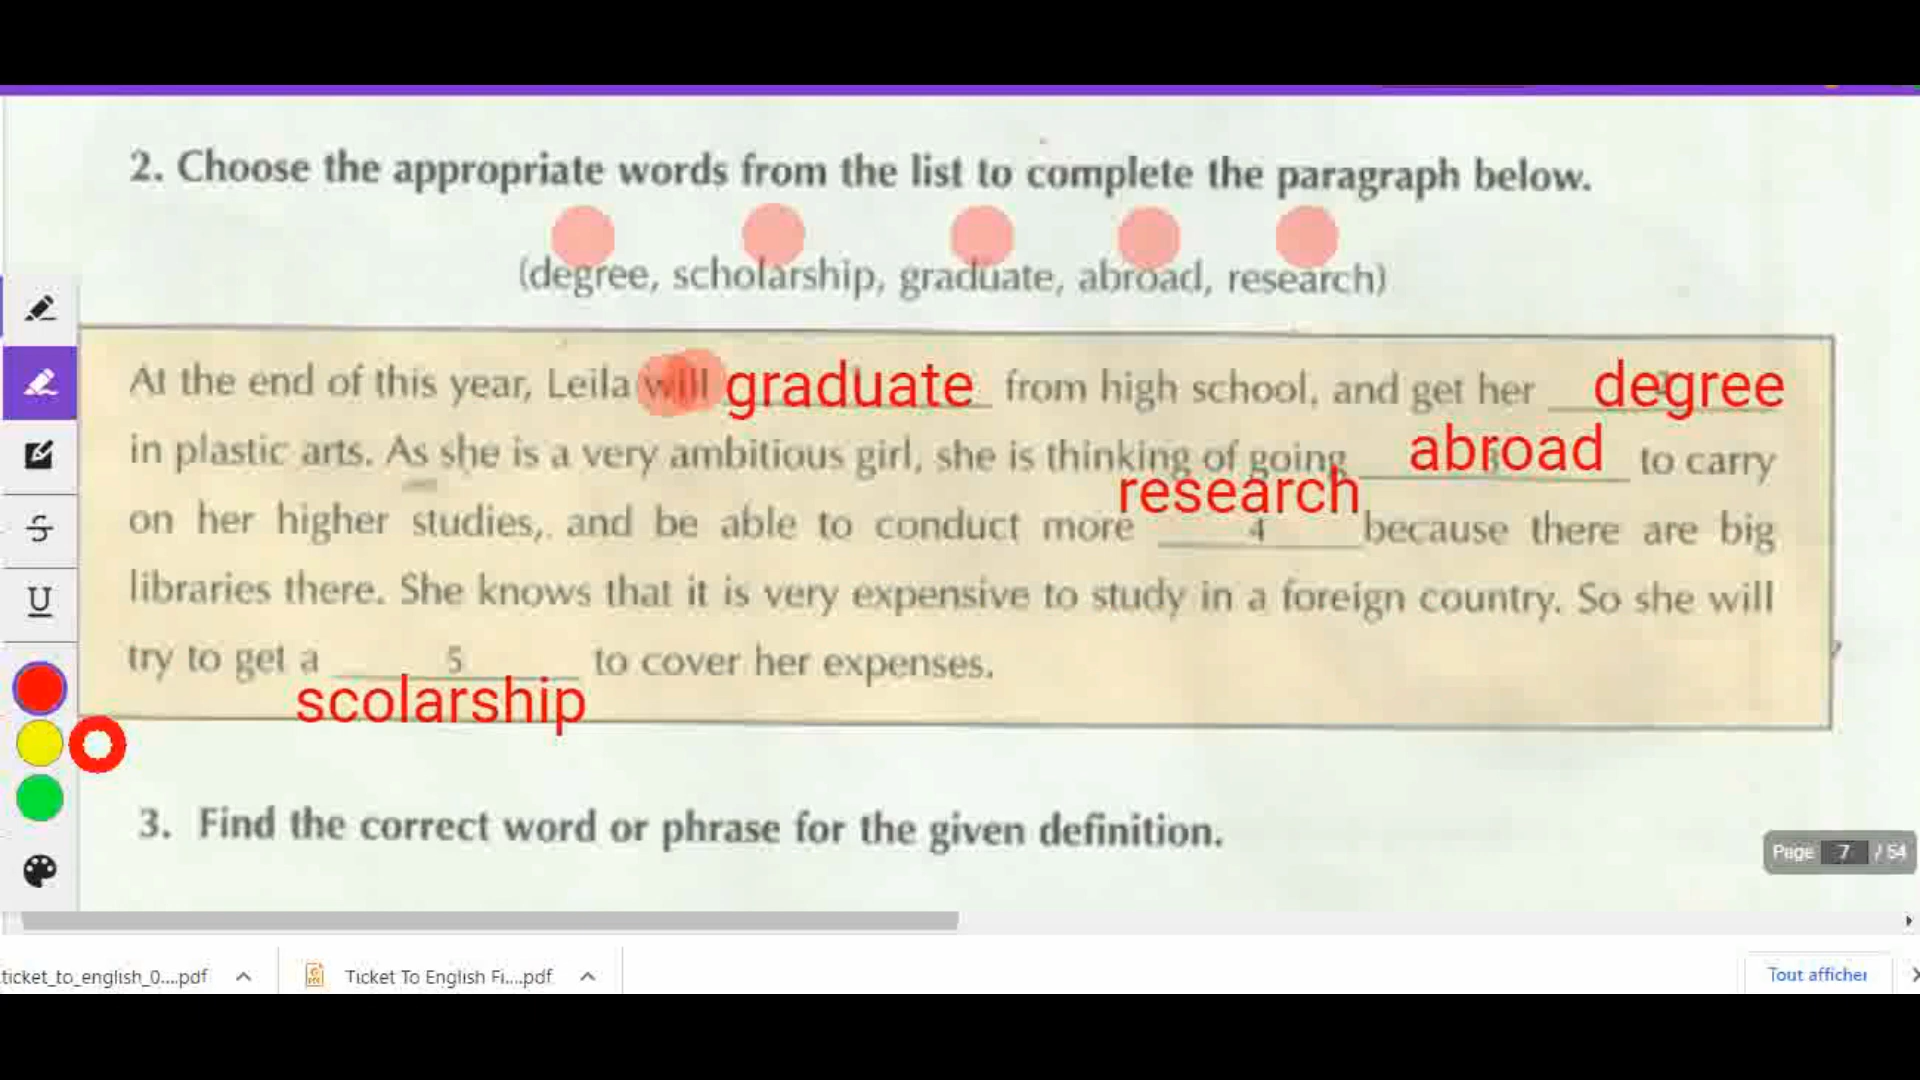 2. Choose the appropriate words from the list to complete the paragraph below.
(degree, scholarship, graduate, abroad, research)
At the end of this year, Leila will graduate from high school, and get her degree
in plastic arts. As she is a very ambitious girl, she is thinking of going abroad to carry
research
on her higher studies, and be able to conduct more 4 because there are big
libraries there. She knows that it is very expensive to study in a foreign country. So she will
try to get a 5 to cover her expenses.
scolarship
3. Find the correct word or phrase for the given definition.
Page 7 / 54
ticket_to_english_0....pdf Ticket To English Fi....pdf Tout afficher